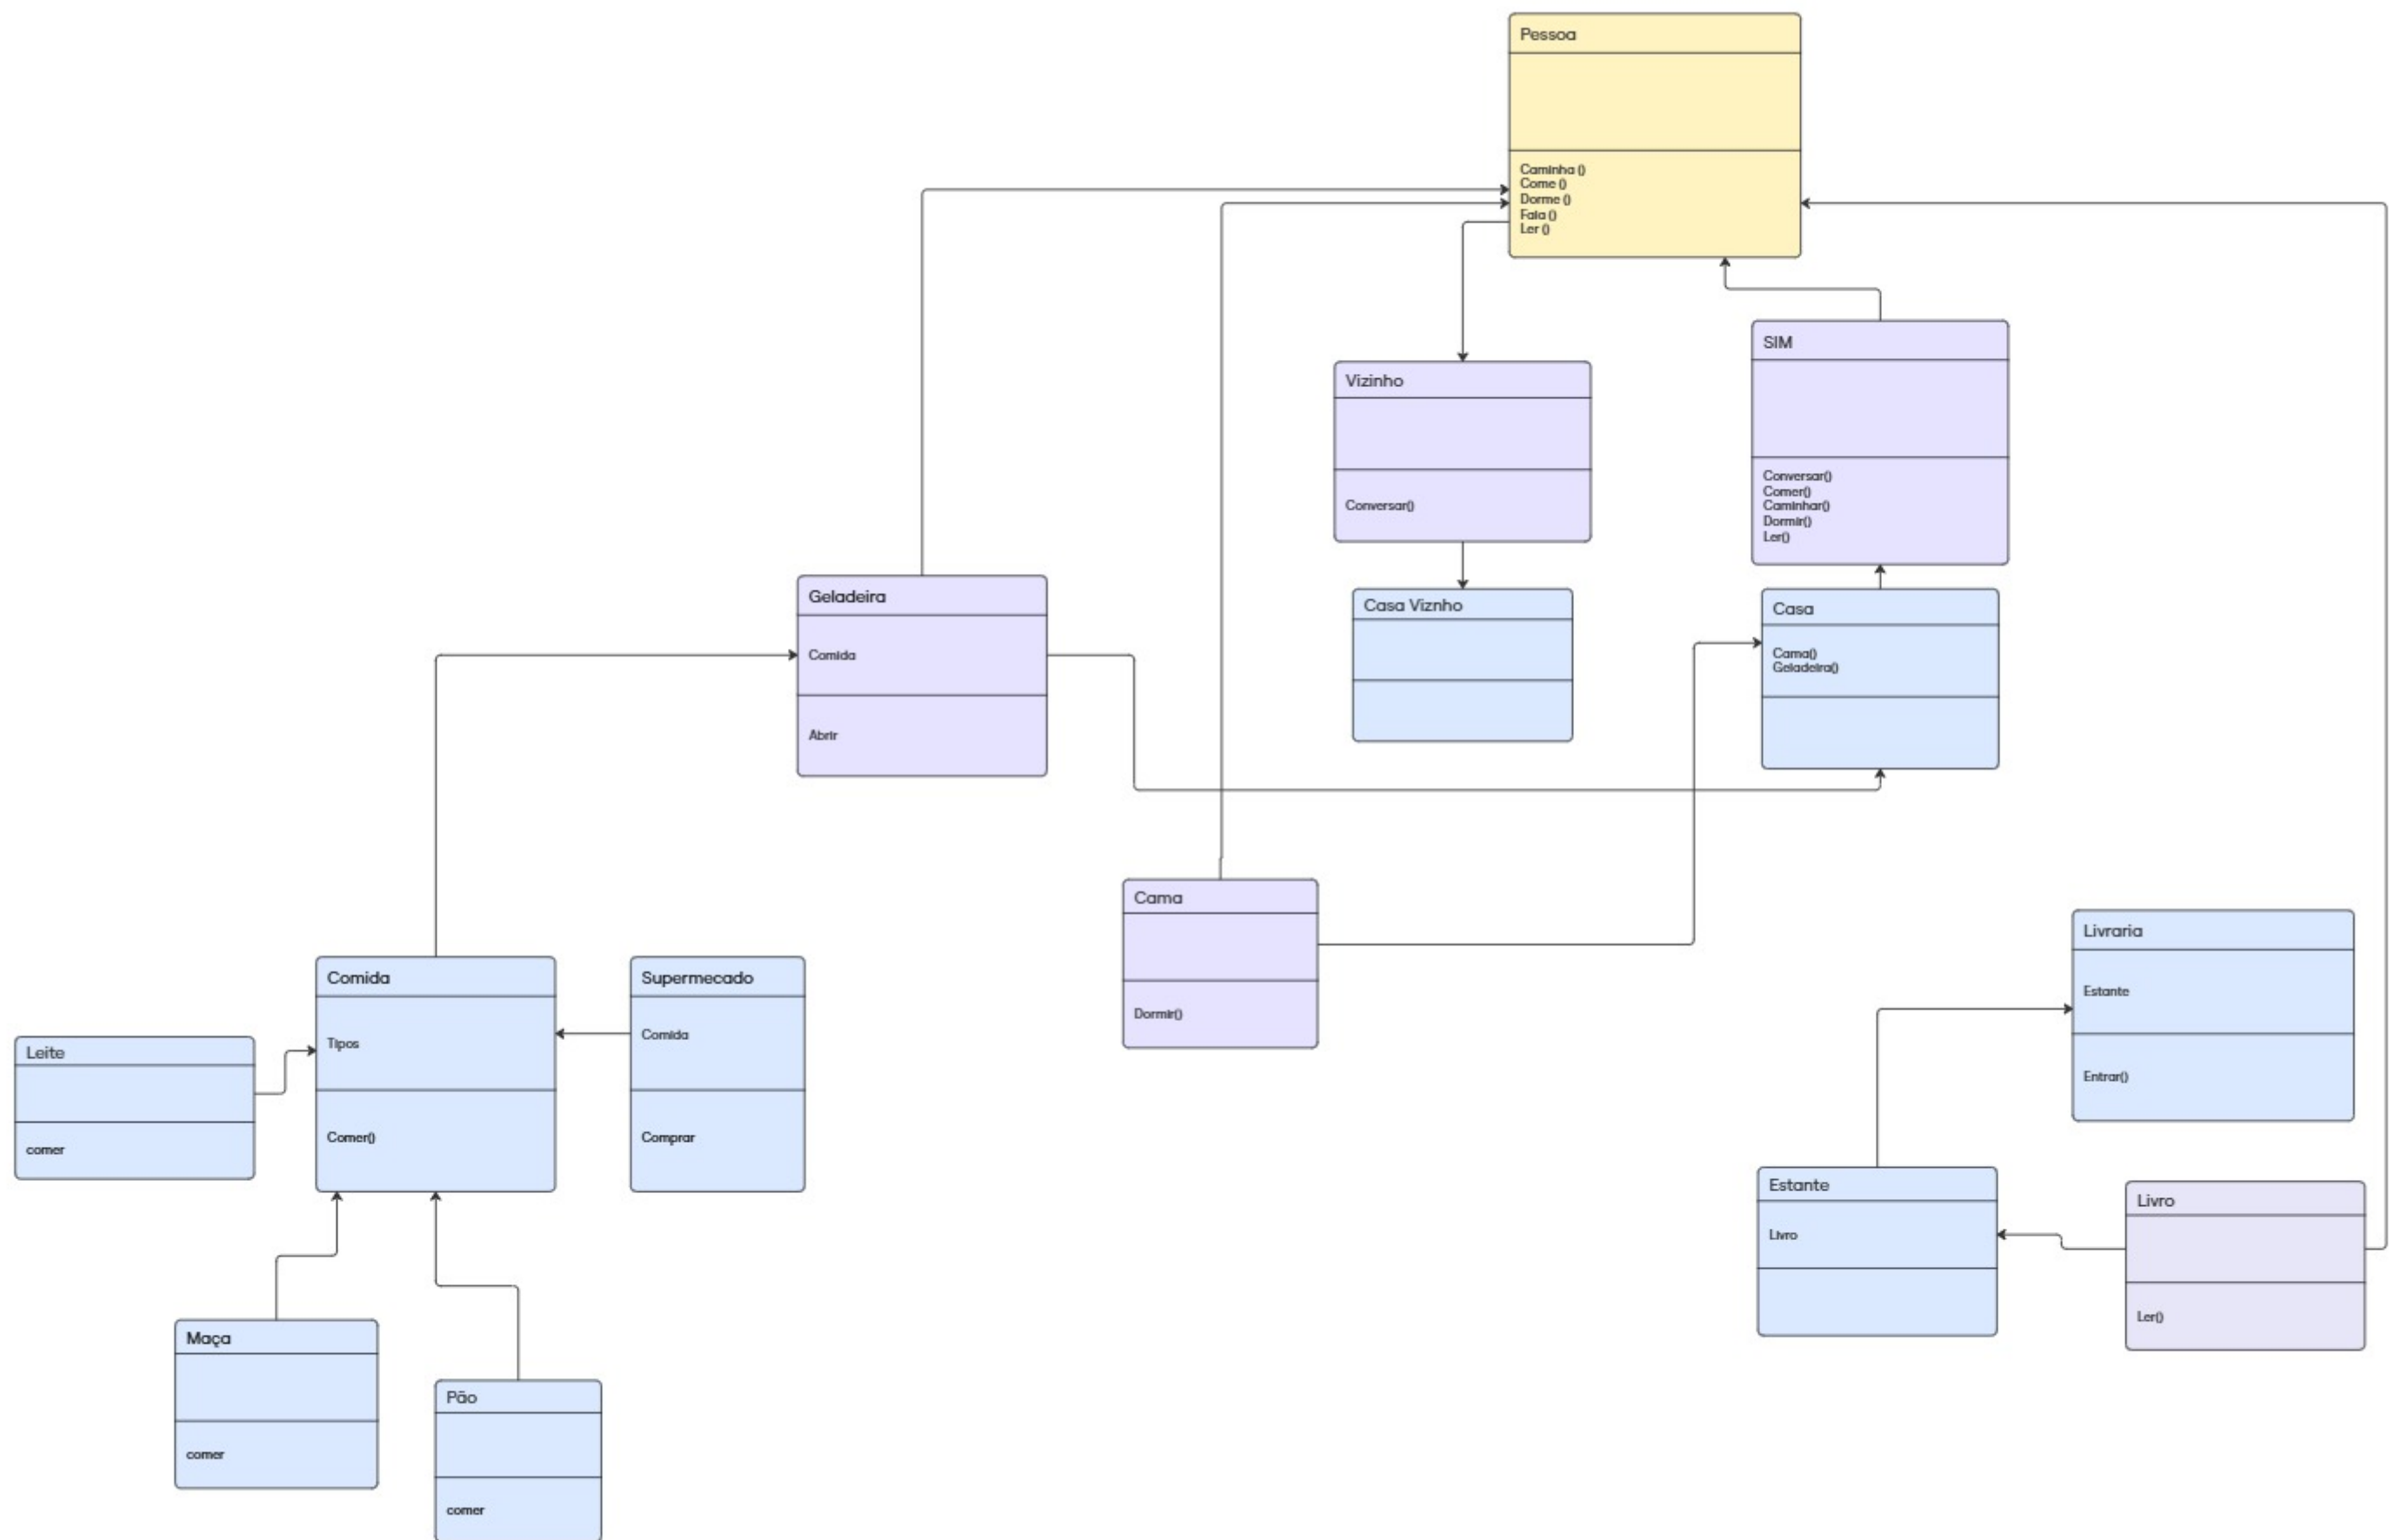 Pessoa
Caminha ()
Come ()
Dorme ()
Fala ()
Ler ()
SIM
Conversar()
Comer()
Caminhar()
Dormir()
Ler()
Vizinho
Conversar()
Geladeira
Comida
Abrir
Casa Viznho
Casa
Cama()
Geladeira()
Cama
Dormir()
Livraria
Estante
Entrar()
Comida
Tipos
Comer()
Supermecado
Comida
Comprar
Leite
comer
Estante
Livro
Livro
Ler()
Maça
comer
Pão
comer